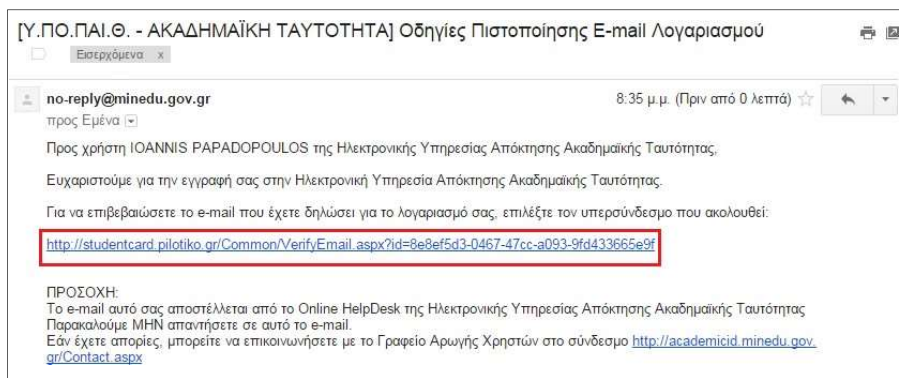 [Υ.ΠΟ.ΠΑΙ.Θ. - ΑΚΑΔΗΜΑΪΚΗ ΤΑΥΤΟΤΗΤΑ] Οδηγίες Πιστοποίησης E-mail Λογαριασμού
Εισερχόμενα x
no-reply@minedu.gov.gr
8:35 μ.μ. (Πριν από 0 λεπτά)
προς Εμένα
Προς χρήστη IOANNIS PAPADOPOULOS της Ηλεκτρονικής Υπηρεσίας Απόκτησης Ακαδημαϊκής Ταυτότητας,
Ευχαριστούμε για την εγγραφή σας στην Ηλεκτρονική Υπηρεσία Απόκτησης Ακαδημαϊκής Ταυτότητας.
Για να επιβεβαιώσετε το e-mail που έχετε δηλώσει για το λογαριασμό σας, επιλέξτε τον υπερσύνδεσμο που ακολουθεί:
http://studentcard.pilotiko.gr/Common/VerifyEmail.aspx?id=8e8ef5d3-0467-47cc-a093-9fd433665e9f
ΠΡΟΣΟΧΗ:
Το e-mail αυτό σας αποστέλλεται από το Online HelpDesk της Ηλεκτρονικής Υπηρεσίας Απόκτησης Ακαδημαϊκής Ταυτότητας
Παρακαλούμε ΜΗΝ απαντήσετε σε αυτό το e-mail.
Εάν έχετε απορίες, μπορείτε να επικοινωνήσετε με το Γραφείο Αρωγής Χρηστών στο σύνδεσμο http://academicid.minedu.gov.
gr/Contact.aspx